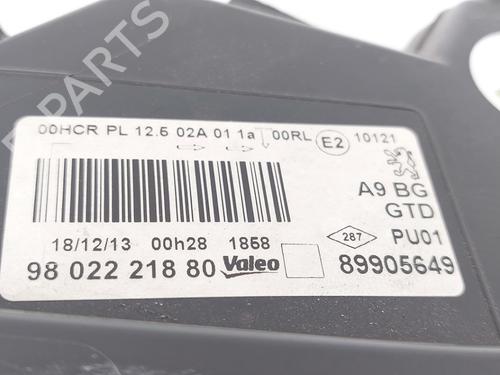 00HCR PL 12.5 02A 01 1a 00RL E2 10121
A9 BG
GTD
18/12/13 00h28 1858 287 PU01
98 022 218 80 Valeo 89905649
B-PARTS